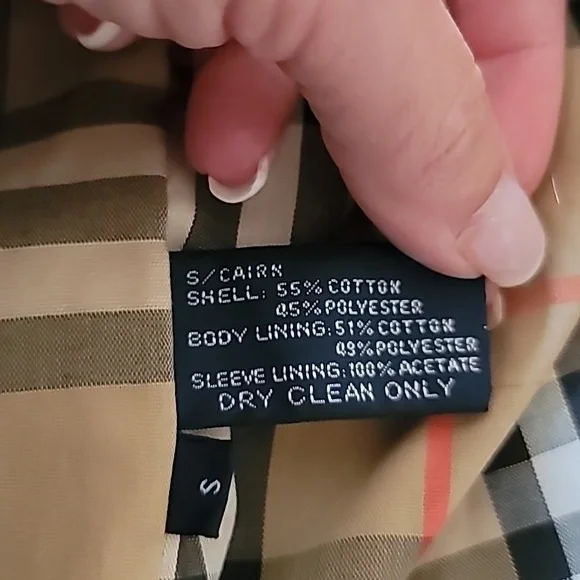 S/CAIRN
SHELL: 55% COTTON
45% POLYESTER
BODY LINING: 51% COTTON
49% POLYESTER
SLEEVE LINING: 100% ACETATE
DRY CLEAN ONLY
S